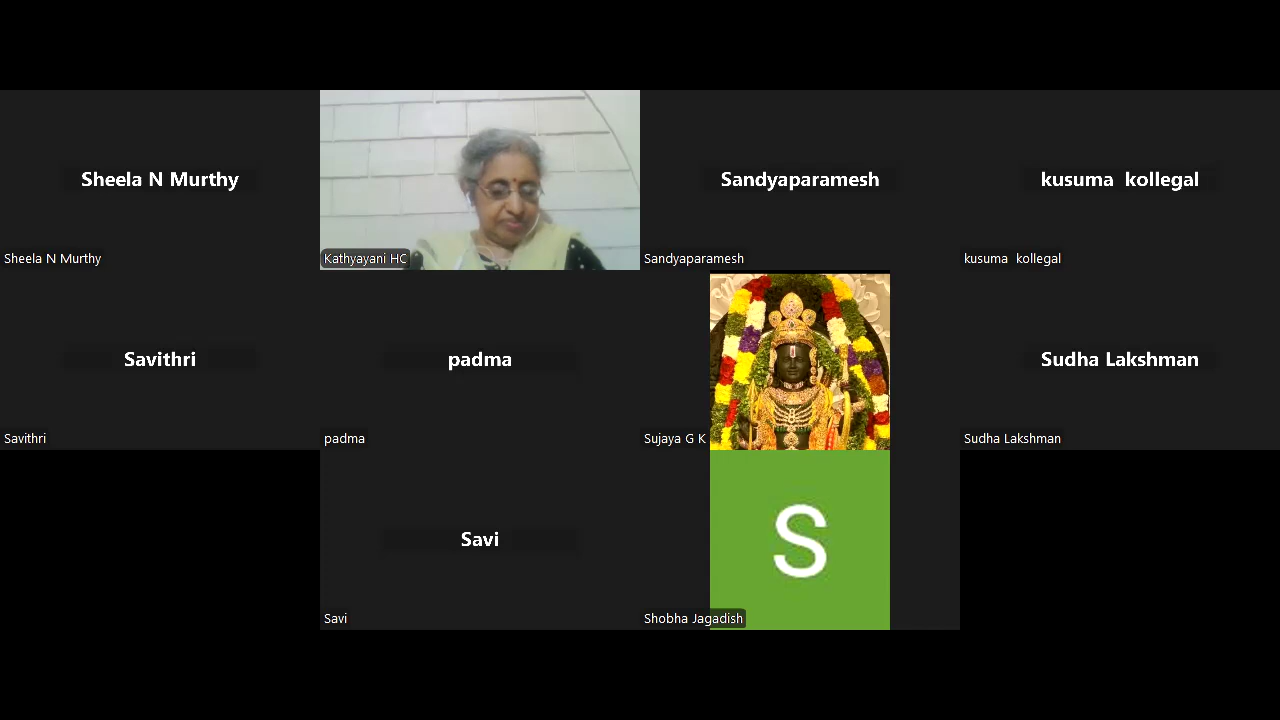 Sheela N Murthy
Sheela N Murthy
Kathyayani HC
Sandyaparamesh
Sandyaparamesh
kusuma  kollegal
kusuma  kollegal
Savithri
Savithri
padma
padma
Sujaya G K
Sudha Lakshman
Sudha Lakshman
Savi
Savi
S
Shobha Jagadish